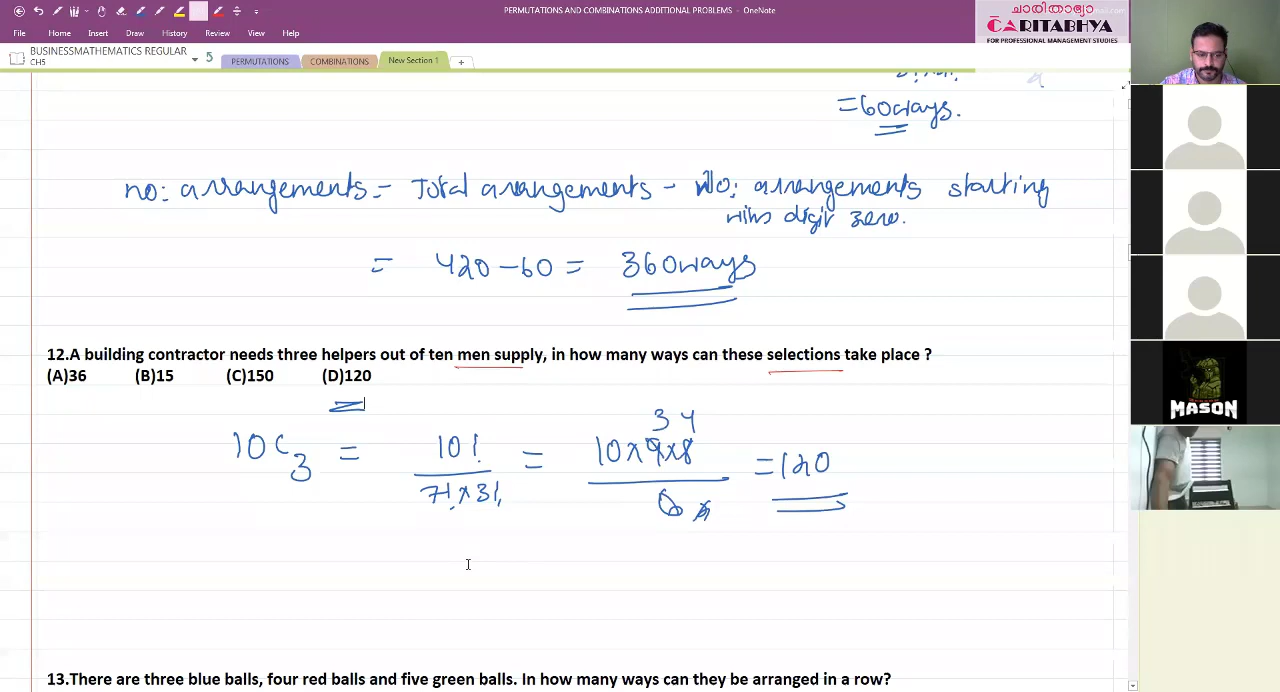 PERMUTATIONS AND COMBINATIONS ADDITIONAL PROBLEMS - OneNote
ചാരിതാഭ്യാ
CARITABHYA
FOR PROFESSIONAL MANAGEMENT STUDIES
File Home Insert Draw History Review View Help
BUSINESSMATHEMATICS REGULAR
CH5
5 PERMUTATIONS COMBINATIONS New Section 1 +
=60ways.
no: arrangements = Total arrangements - No: arrangements starting
with digit zero.
= 420-60 = 360ways
12.A building contractor needs three helpers out of ten men supply, in how many ways can these selections take place ?
(A)36 (B)15 (C)150 (D)120
3 4
10C3 = 10! = 10x9x8 =120
7!x3! 6
13.There are three blue balls, four red balls and five green balls. In how many ways can they be arranged in a row?
MASON